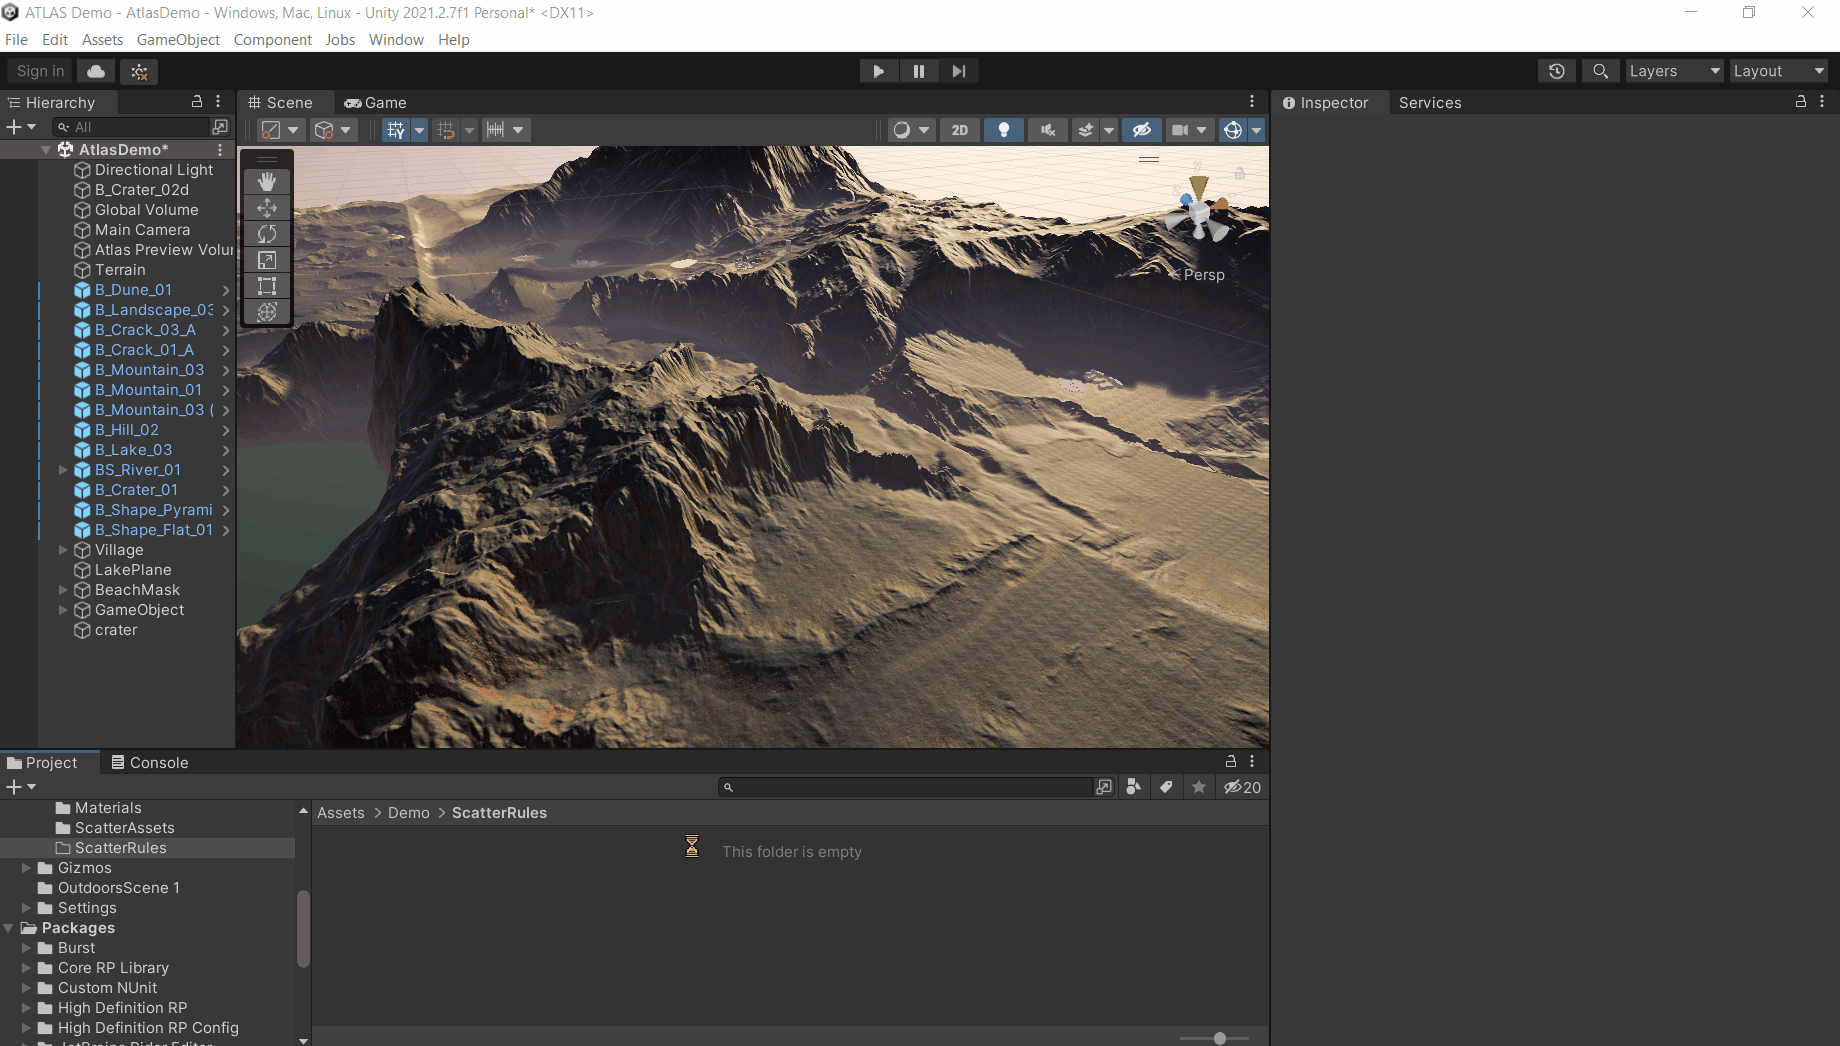 ATLAS Demo - AtlasDemo - Windows, Mac, Linux - Unity 2021.2.7f1 Personal* <DX11>
File Edit Assets GameObject Component Jobs Window Help
Sign in
Layers
Layout
Hierarchy
Scene
Game
Inspector
Services
All
2D
AtlasDemo*
Directional Light
B_Crater_02d
Global Volume
Main Camera
Atlas Preview Volu
Terrain
B_Dune_01
B_Landscape_03
B_Crack_03_A
B_Crack_01_A
B_Mountain_03
B_Mountain_01
B_Mountain_03 (
B_Hill_02
B_Lake_03
BS_River_01
B_Crater_01
B_Shape_Pyrami
B_Shape_Flat_01
Village
LakePlane
BeachMask
GameObject
crater
y
Persp
Project
Console
20
Materials
ScatterAssets
ScatterRules
Gizmos
OutdoorsScene 1
Settings
Packages
Burst
Core RP Library
Custom NUnit
High Definition RP
High Definition RP Config
JetBrains Rider Editor
Assets > Demo > ScatterRules
This folder is empty